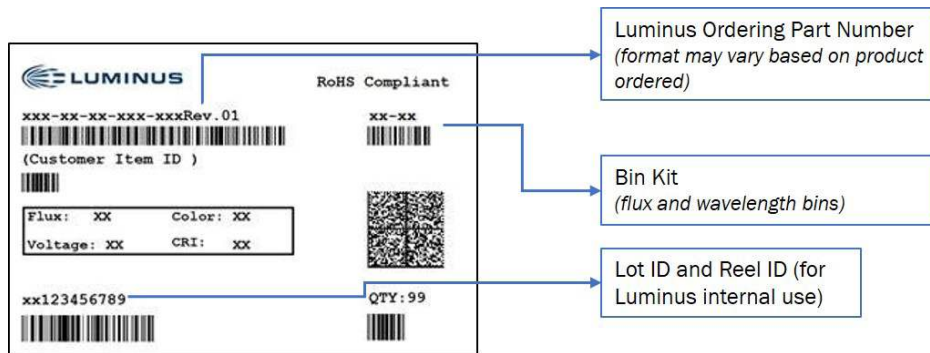 LUMINUS
RoHS Compliant
xxx-xx-xx-xxx-xxxRev.01
xx-xx
(Customer Item ID )
Flux: XX Color: XX
Voltage: XX CRI: XX
xx123456789
QTY:99
Luminus Ordering Part Number
(format may vary based on product
ordered)
Bin Kit
(flux and wavelength bins)
Lot ID and Reel ID (for
Luminus internal use)